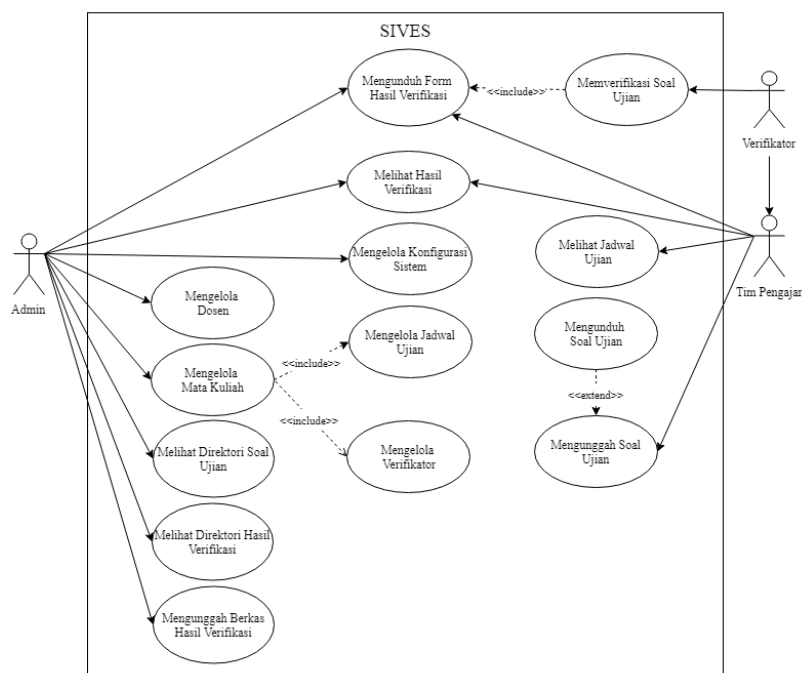 SIVES
Mengunduh Form
Hasil Verifikasi
<<include>>
Memverifikasi Soal
Ujian
Verifikator
Melihat Hasil
Verifikasi
Admin
Mengelola Konfigurasi
Sistem
Melihat Jadwal
Ujian
Tim Pengajar
Mengelola
Dosen
Mengelola Jadwal
Ujian
Mengunduh
Soal Ujian
<<include>>
Mengelola
Mata Kuliah
<<extend>>
<<include>>
Melihat Direktori Soal
Ujian
Mengelola
Verifikator
Mengunggah Soal
Ujian
Melihat Direktori Hasil
Verifikasi
Mengunggah Berkas
Hasil Verifikasi